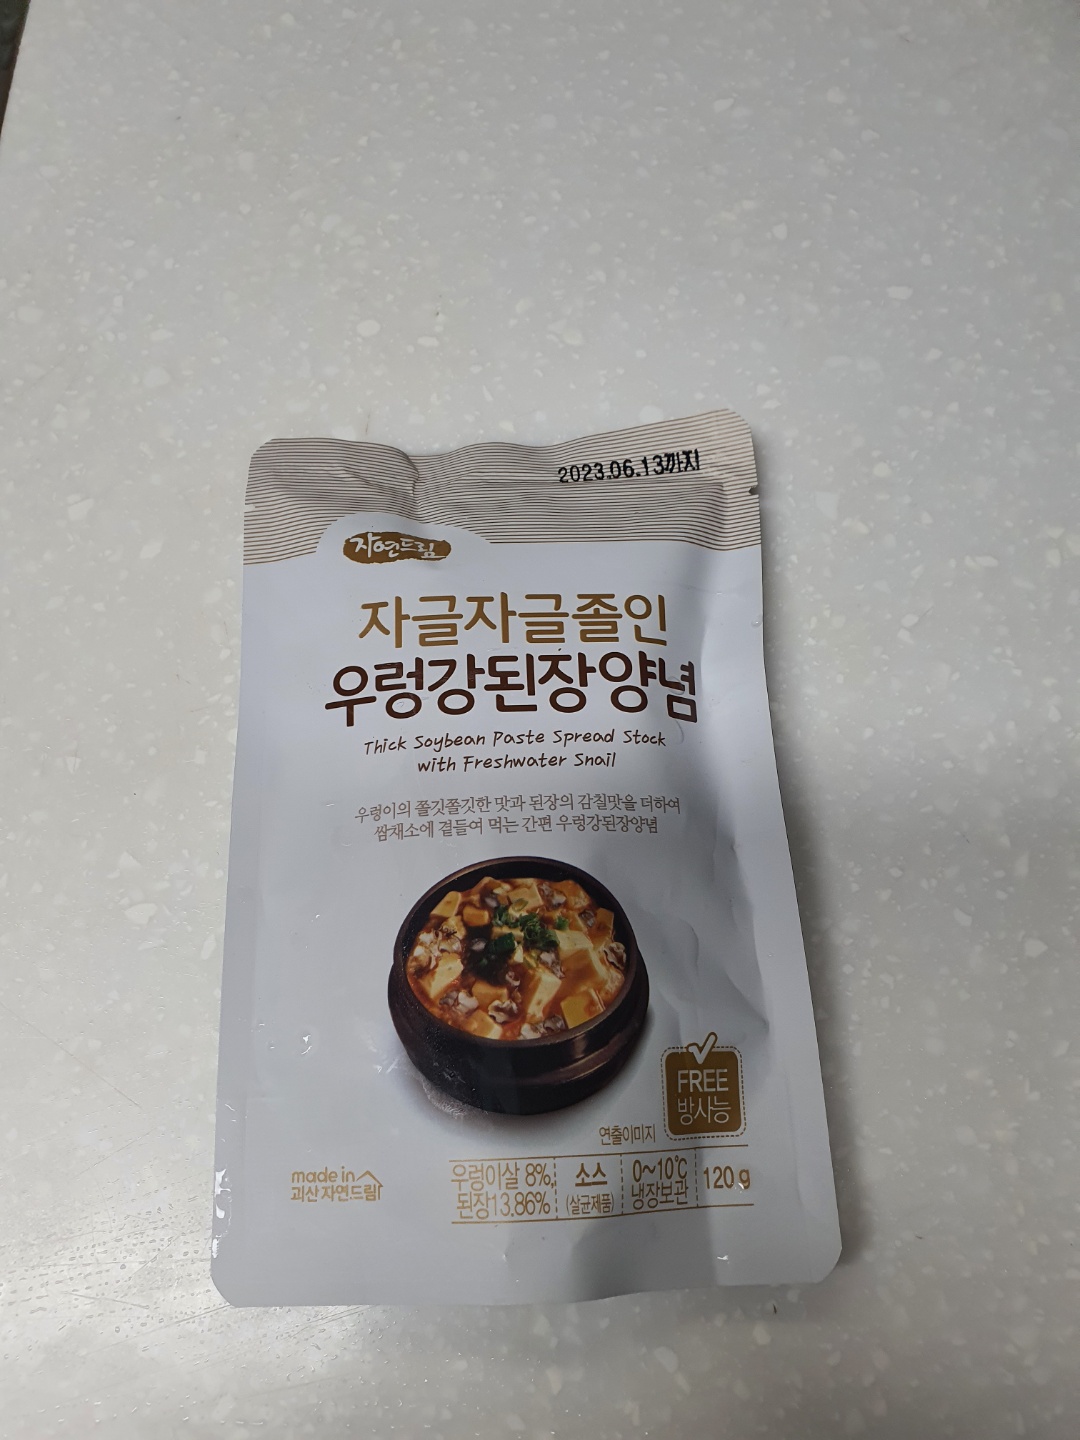 2023.06.13까지
자연드림
자글자글졸인
우렁강된장양념
Thick Soybean Paste Spread Stock
with Freshwater Snail
우렁이의 쫄깃쫄깃한 맛과 된장의 감칠맛을 더하여
쌈채소에 곁들여 먹는 간편 우렁강된장양념
FREE
방사능
연출이미지
made in
괴산자연드림
우렁이살 8%,
된장13.86%
소스
(살균제품)
0~10℃
냉장보관
120g